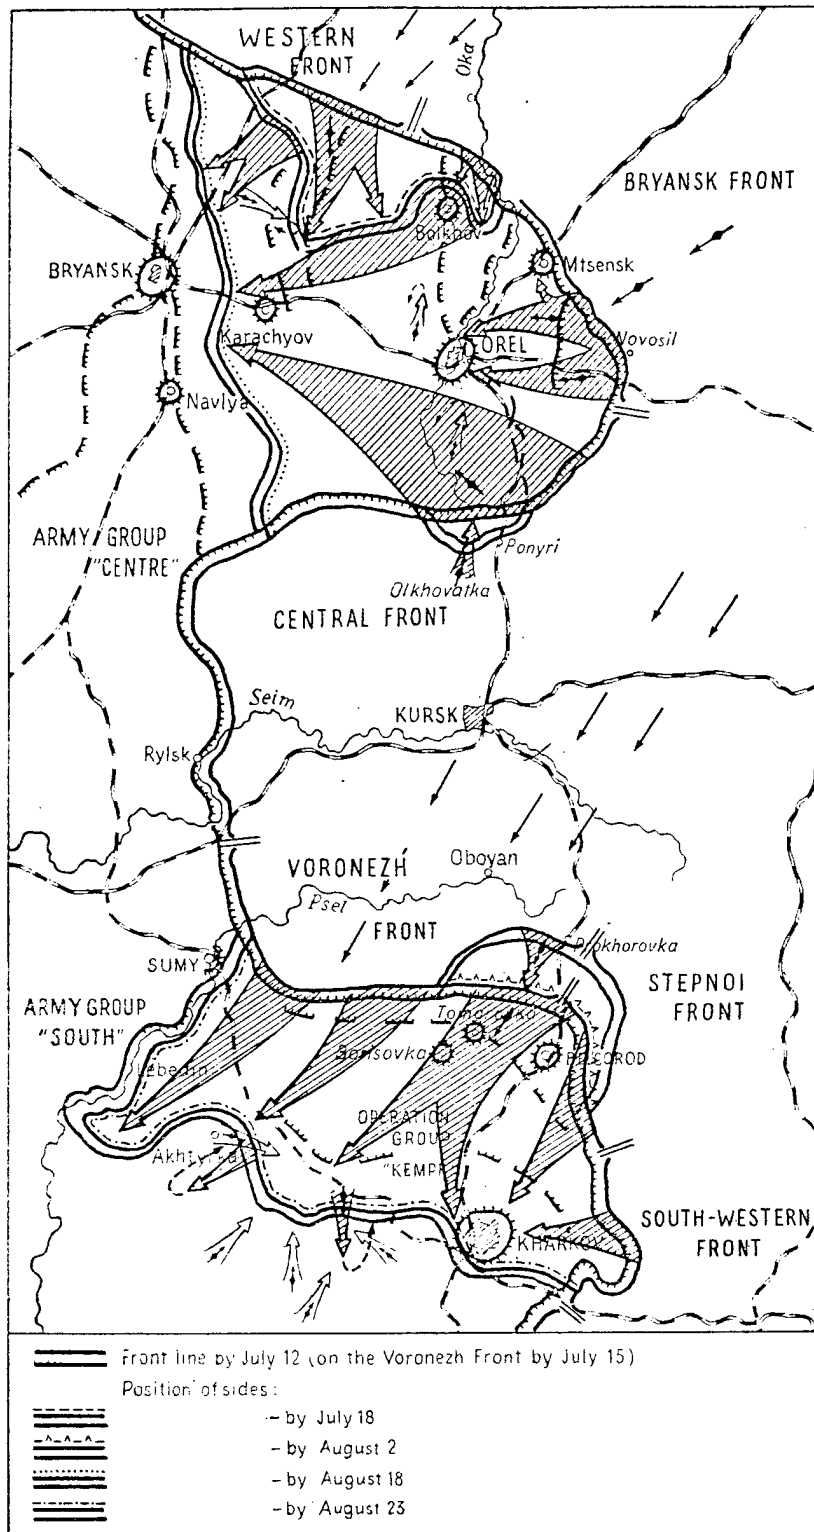 WESTERN
FRONT
Oka
BRYANSK FRONT
Bolkhov
BRYANSK
Mtsensk
Karachyov
OREL
Novosil
Navlya
ARMY GROUP
"CENTRE"
Ponyri
Olkhovatka
CENTRAL FRONT
Seim
KURSK
Rylsk
VORONEZH
Oboyan
Psel
FRONT
Prokhorovka
SUMY
STEPNOI
FRONT
ARMY GROUP
"SOUTH"
Borisovka
Lebedin
OPERATION
GROUP
"KEMPF"
Akhtyrka
SOUTH-WESTERN
FRONT
KHARKOV
Front line by July 12 (on the Voronezh Front by July 15)
Position of sides:
- by July 18
- by August 2
- by August 18
- by August 23